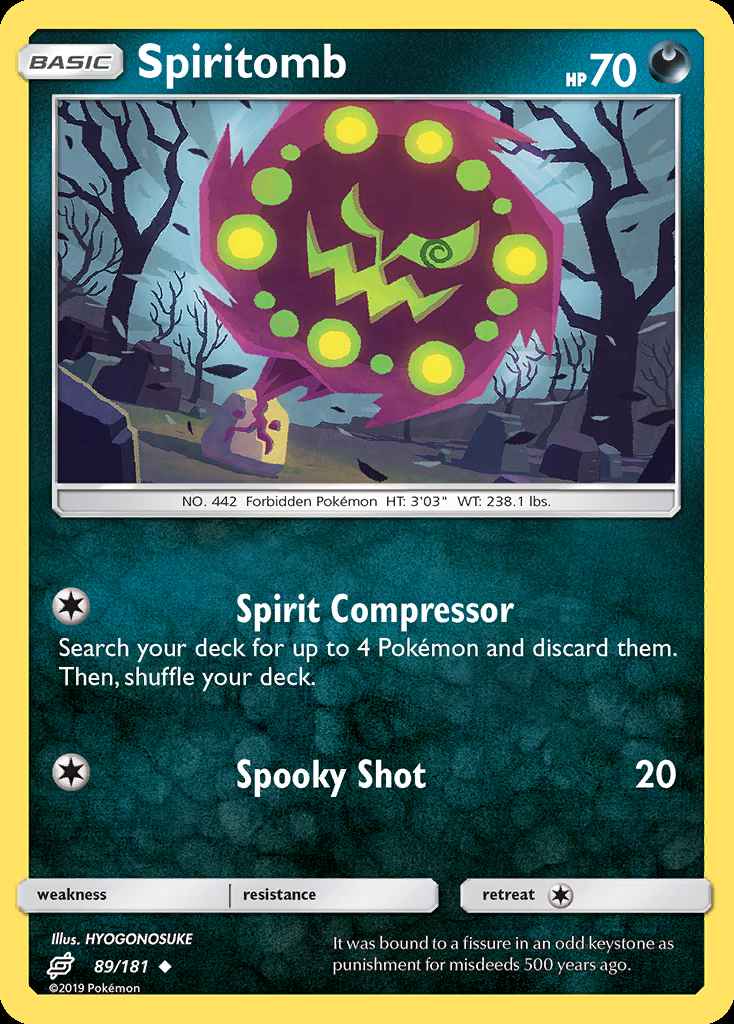 BASIC
Spiritomb
HP 70
NO. 442 Forbidden Pokémon HT: 3'03" WT: 238.1 lbs.
Spirit Compressor
Search your deck for up to 4 Pokémon and discard them.
Then, shuffle your deck.
Spooky Shot 20
weakness resistance retreat
Illus. HYOGONOSUKE
89/181
©2019 Pokémon
It was bound to a fissure in an odd keystone as
punishment for misdeeds 500 years ago.